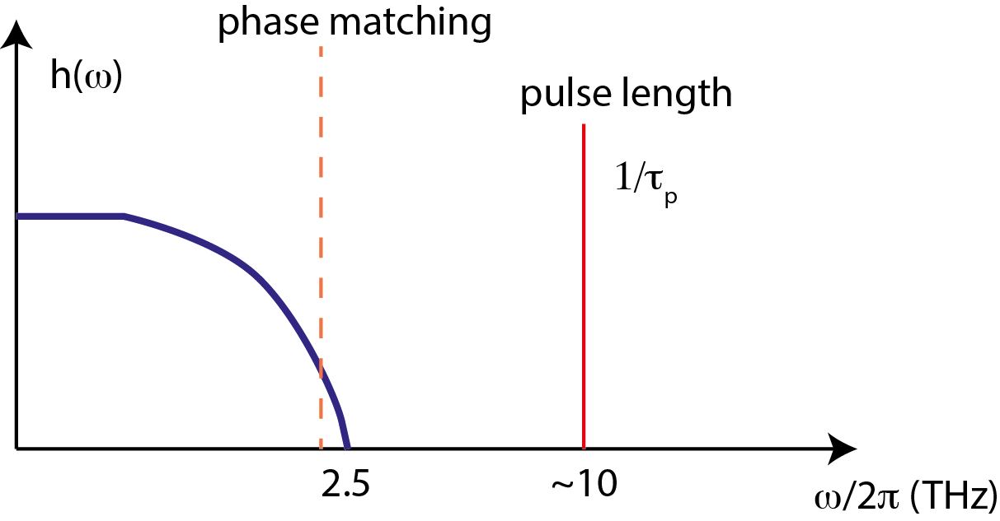 phase matching
h(ω)
pulse length
1/τp
2.5
~10
ω/2π (THz)